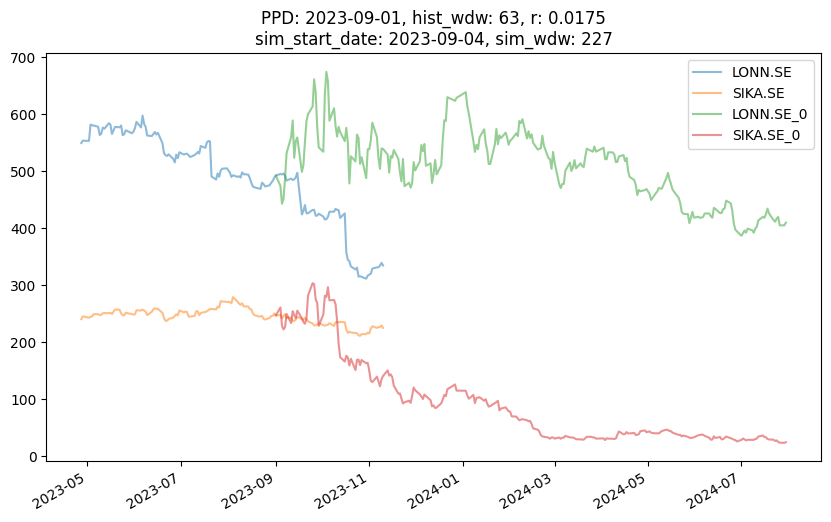 PPD: 2023-09-01, hist_wdw: 63, r: 0.0175
sim_start_date: 2023-09-04, sim_wdw: 227
700
600
500
400
300
200
100
0
LONN.SE
SIKA.SE
LONN.SE_0
SIKA.SE_0
2023-05
2023-07
2023-09
2023-11
2024-01
2024-03
2024-05
2024-07